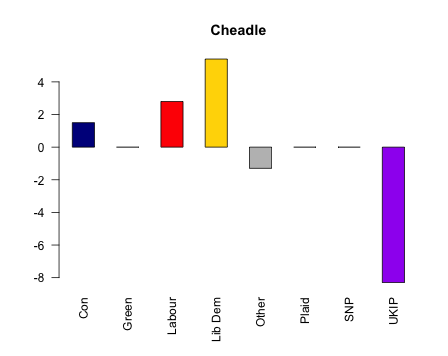 Cheadle
4
2
0
-2
-4
-6
-8
Con
Green
Labour
Lib Dem
Other
Plaid
SNP
UKIP